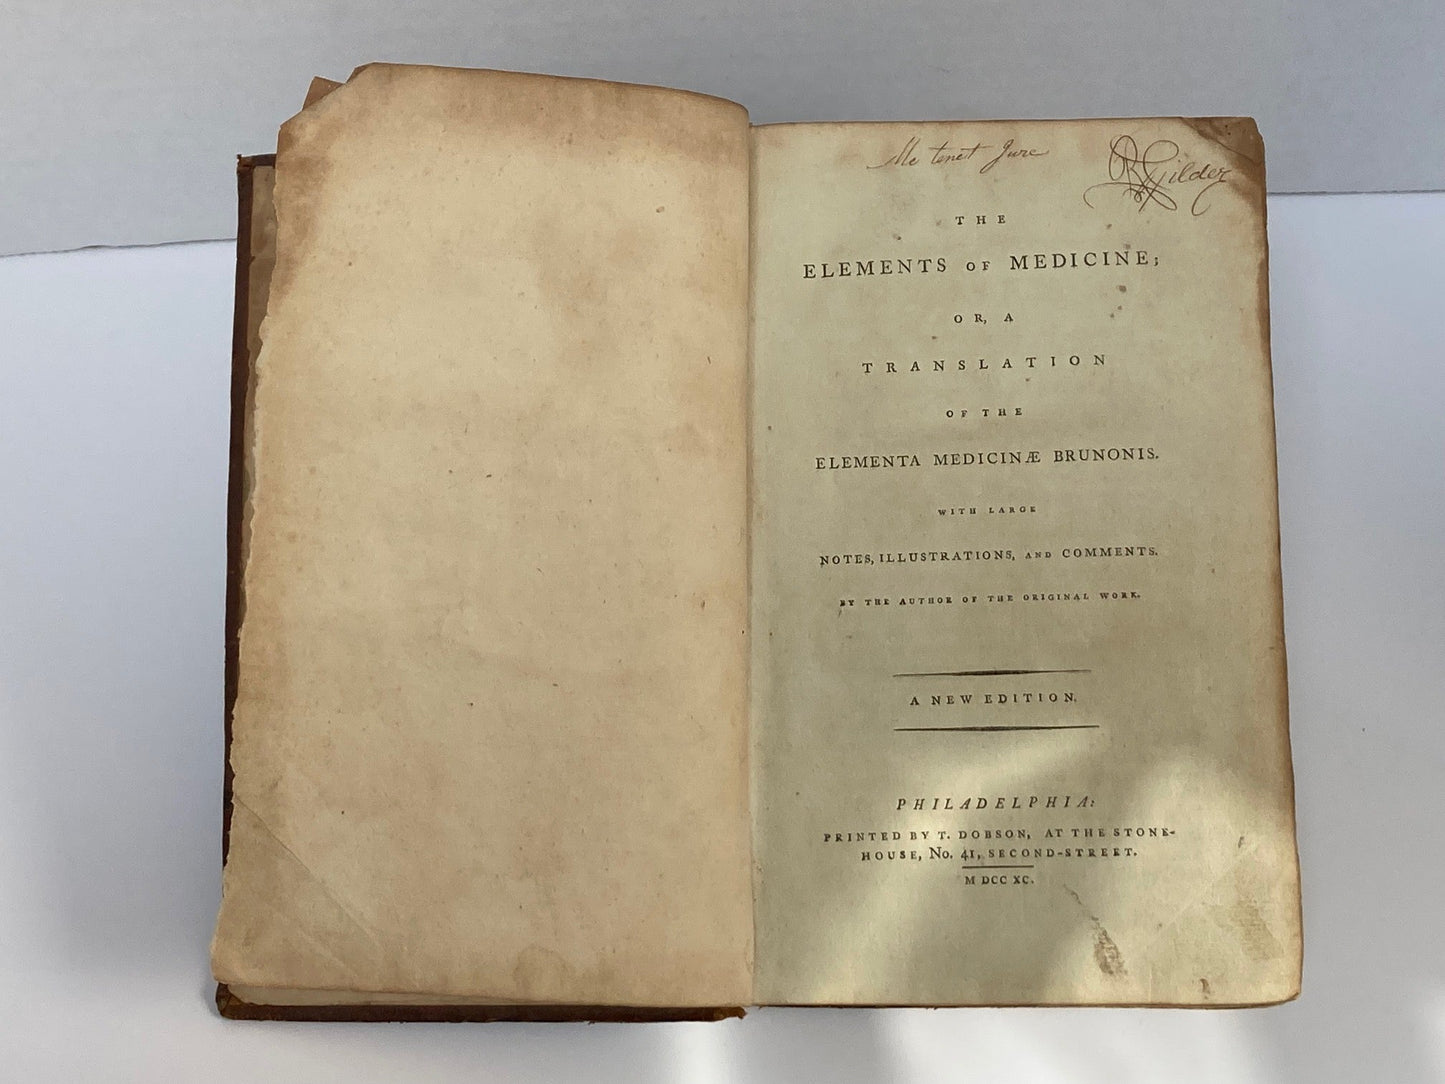 Me tenet Jure
R Gilder
THE
ELEMENTS OF MEDICINE;
OR, A
TRANSLATION
OF THE
ELEMENTA MEDICINÆ BRUNONIS.
WITH LARGE
NOTES, ILLUSTRATIONS, AND COMMENTS.
BY THE AUTHOR OF THE ORIGINAL WORK.
A NEW EDITION.
PHILADELPHIA:
PRINTED BY T. DOBSON, AT THE STONE-
HOUSE, No. 41, SECOND-STREET.
M DCC XC.